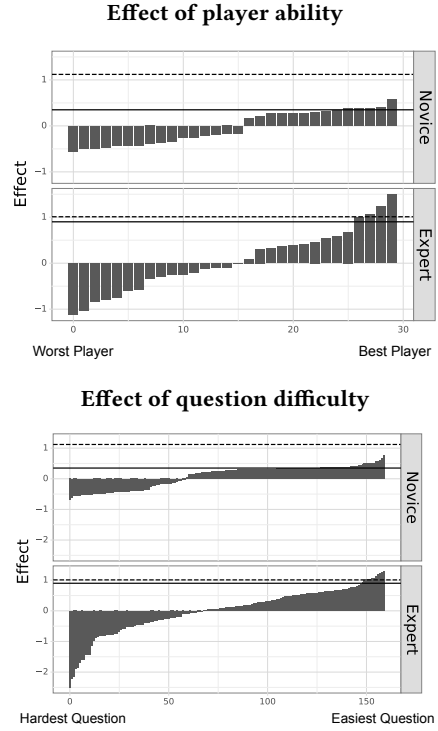 Effect of player ability
1
0
−1
Novice
Effect
1
0
−1
Expert
0
10
20
30
Worst Player
Best Player
Effect of question difficulty
1
0
−1
−2
Novice
Effect
1
0
−1
−2
Expert
0
50
100
150
Hardest Question
Easiest Question